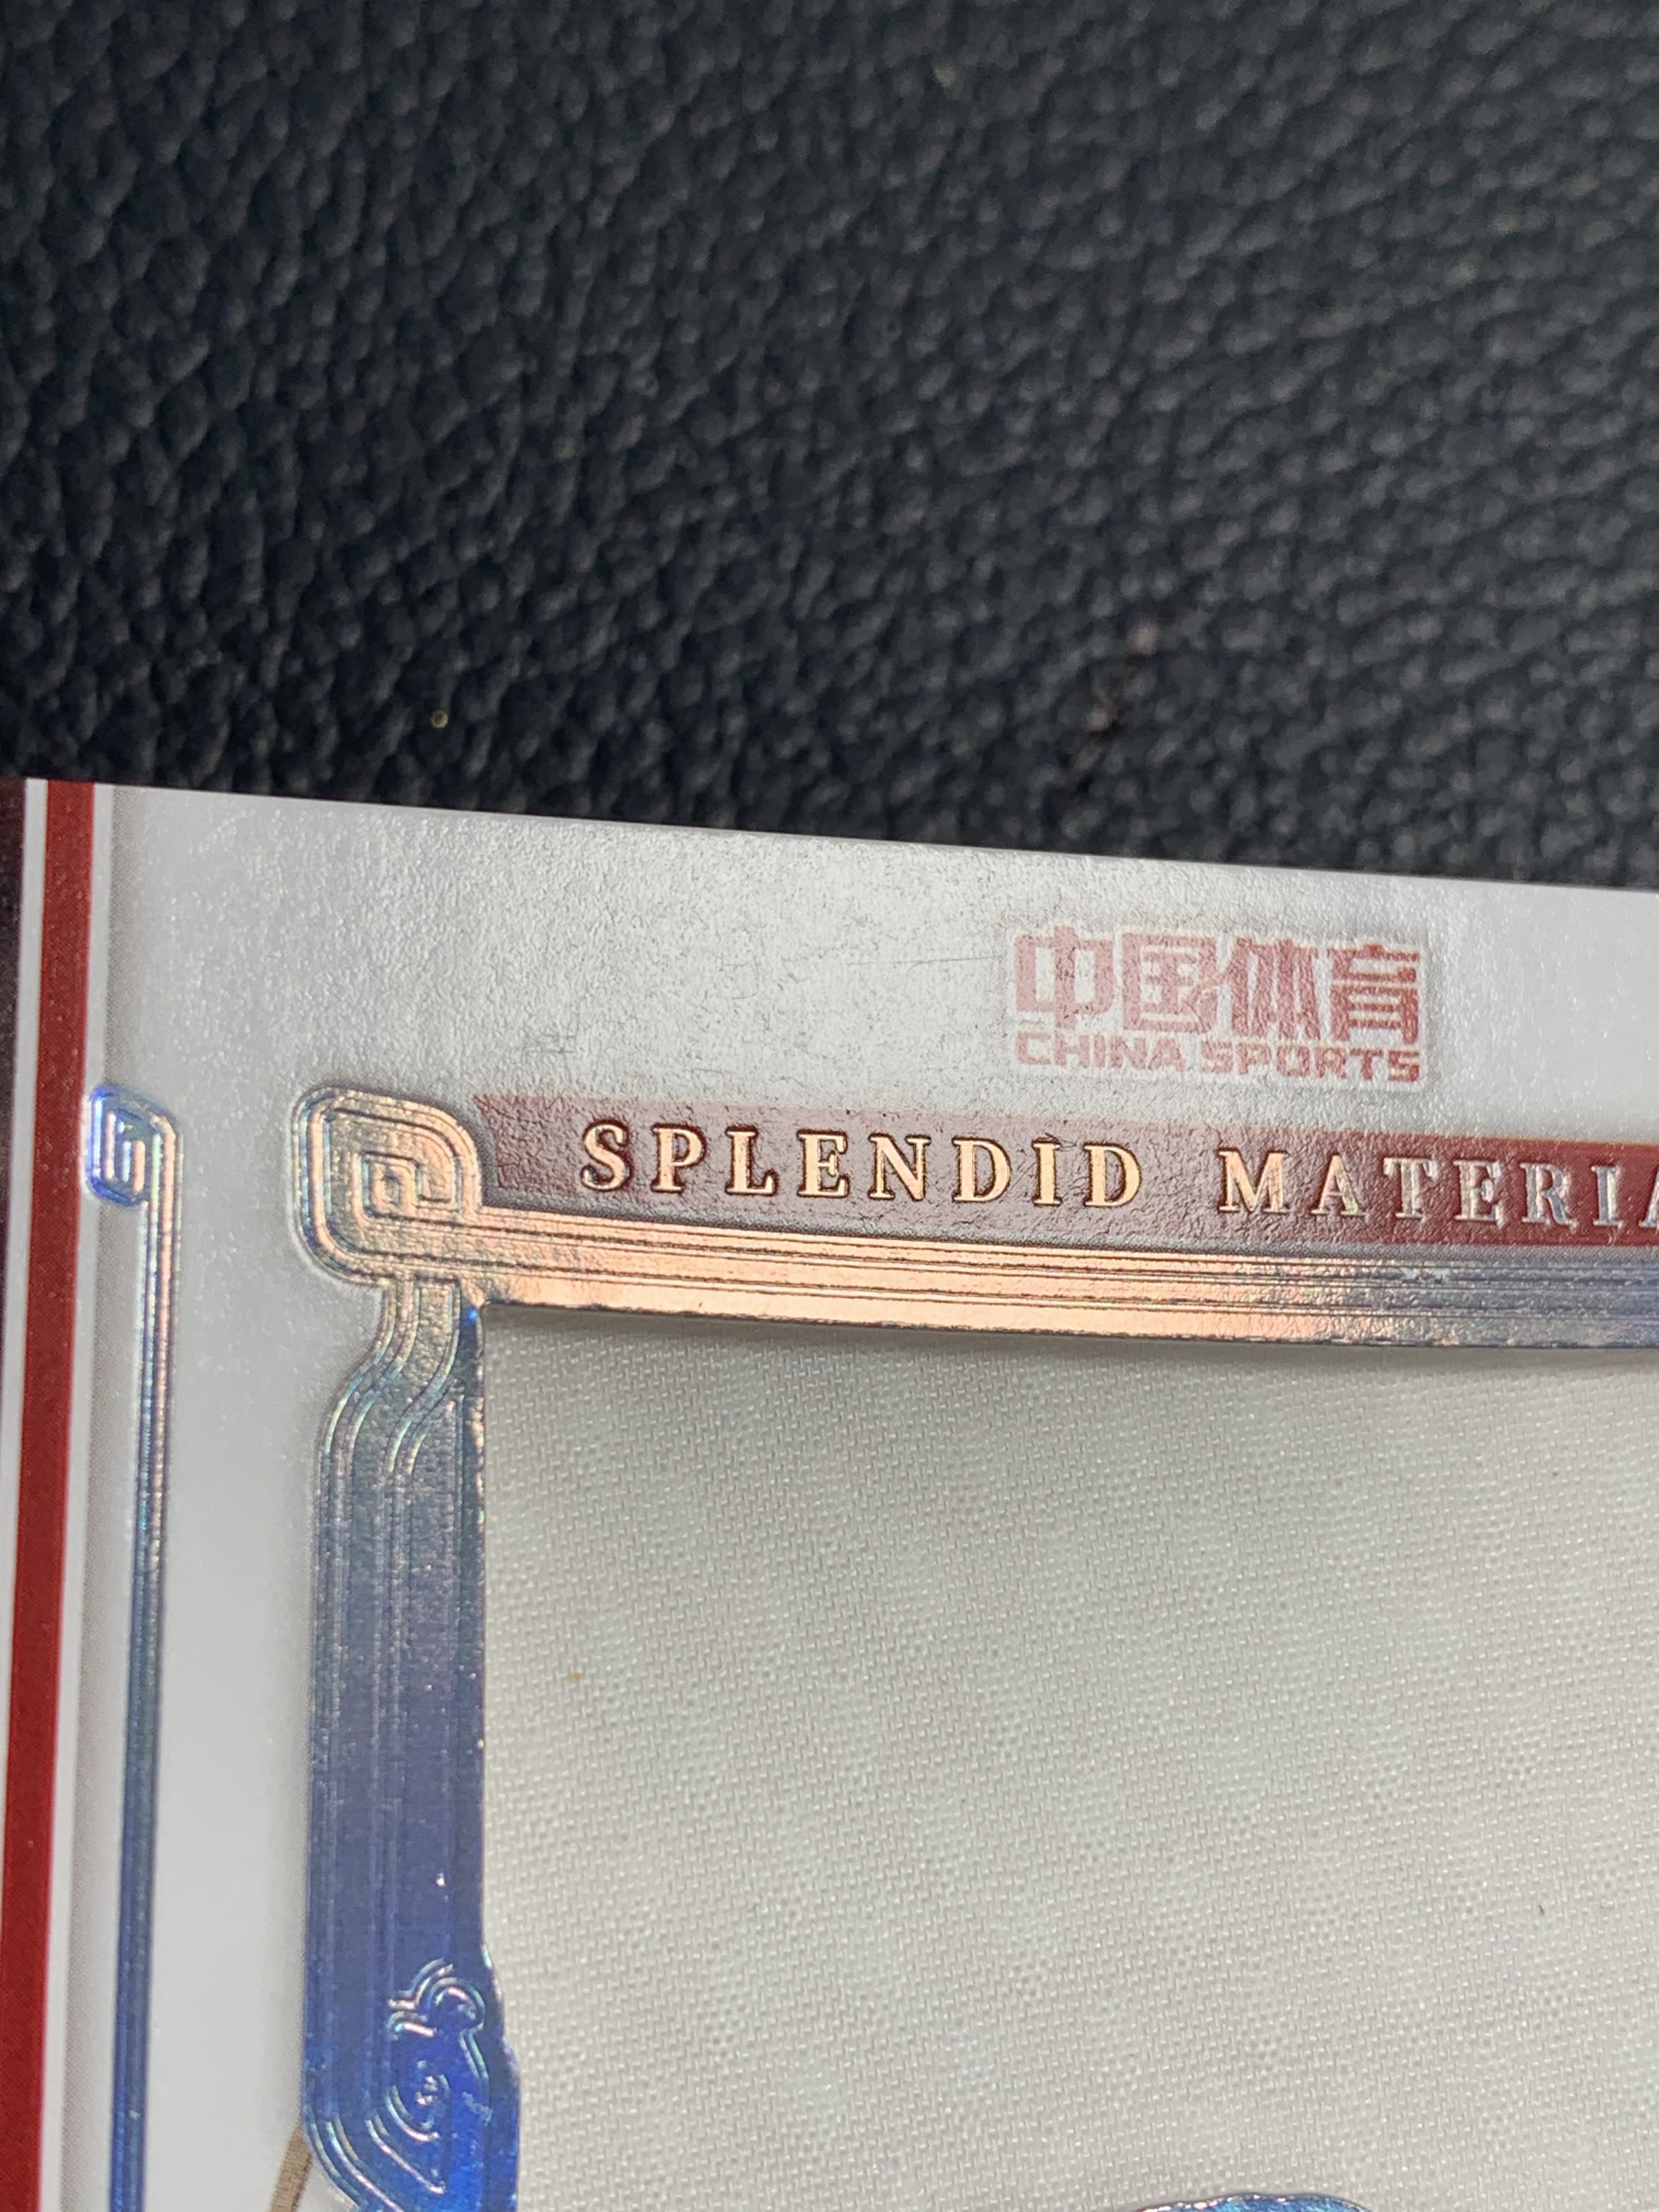 中国体育
CHINA SPORTS
SPLENDID MATERIA